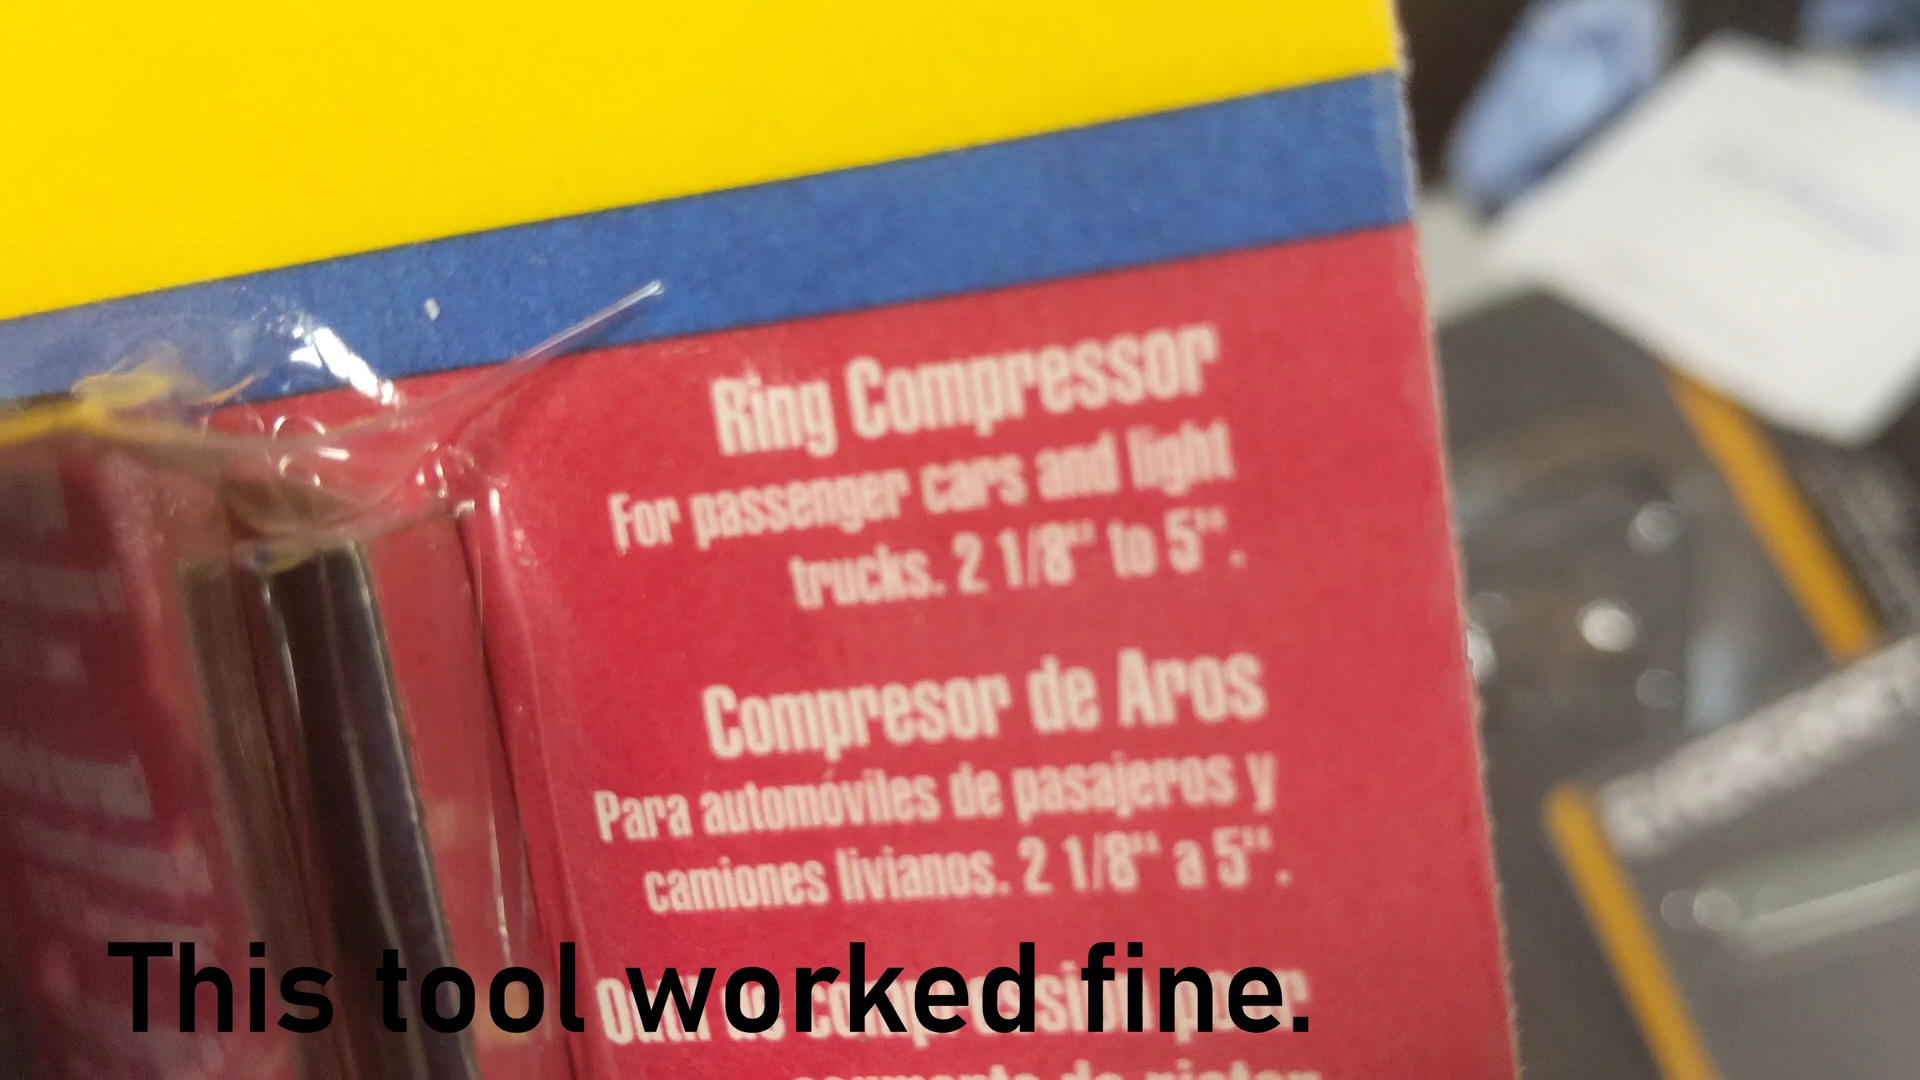 Ring Compressor
For passenger cars and light
trucks. 2 1/8" to 5".
Compresor de Aros
Para automóviles de pasajeros y
camiones livianos. 2 1/8" a 5".
This tool worked fine.